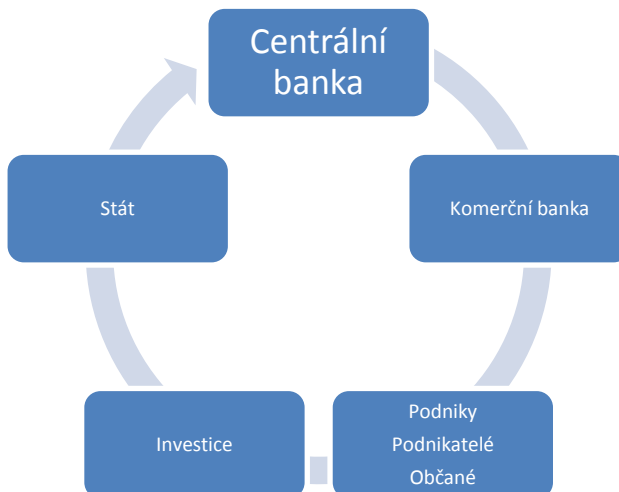 Centrální
banka
Komerční banka
Podniky
Podnikatelé
Občané
Investice
Stát